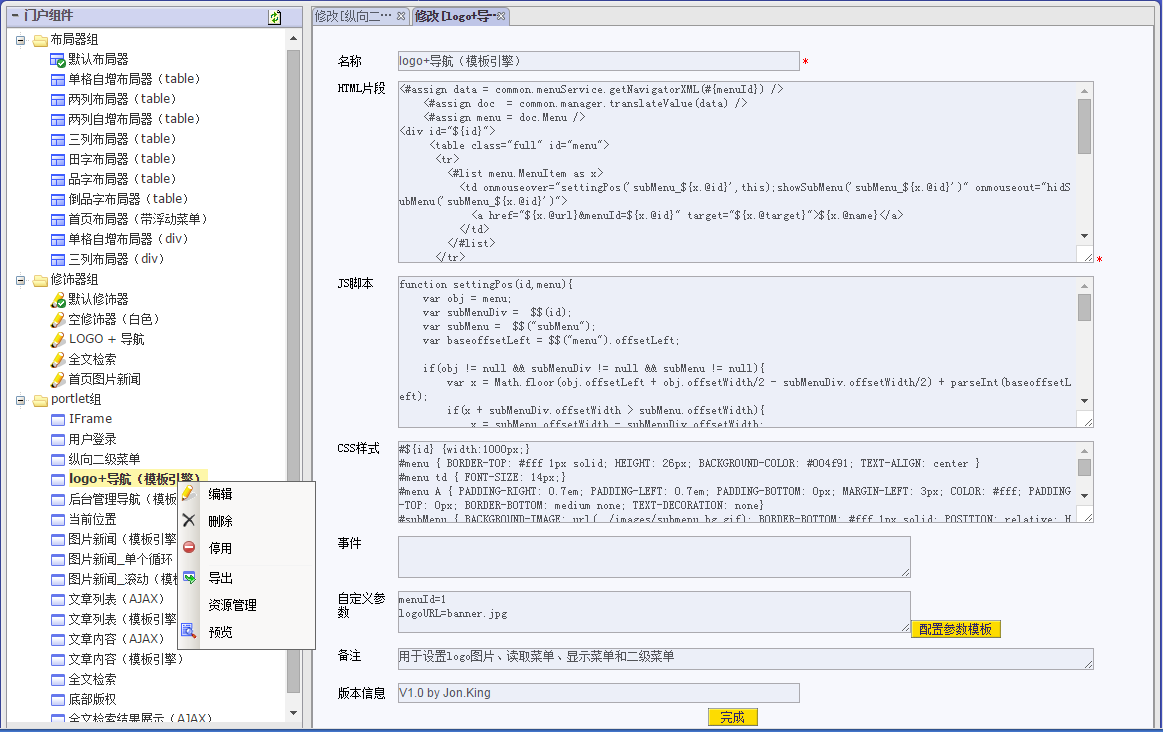 门户组件
布局器组
默认布局器
单格自增布局器（table）
两列布局器（table）
两列自增布局器（table）
三列布局器（table）
田字布局器（table）
品字布局器（table）
倒品字布局器（table）
首页布局器（带浮动菜单）
单格自增布局器（div）
三列布局器（div）
修饰器组
默认修饰器
空修饰器（白色）
LOGO + 导航
全文检索
首页图片新闻
portlet组
IFrame
用户登录
纵向二级菜单
logo+导航（模板引擎）
后台管理导航（模板
当前位置
图片新闻（模板引擎
图片新闻_单个循环
图片新闻_滚动（模板
文章列表（AJAX）
文章列表（模板引擎
文章内容（AJAX）
文章内容（模板引擎）
全文检索
底部版权
全文检索结果展示（AJAX）
编辑
删除
停用
导出
资源管理
预览
修改[纵向二…
修改[logo+导…
名称
logo+导航（模板引擎）
*
HTML片段
<#assign data = common.menuService.getNavigatorXML(#{menuId}) />
<#assign doc  = common.manager.translateValue(data) />
<#assign menu = doc.Menu />
<div id="${id}">
<table class="full" id="menu">
<tr>
<#list menu.MenuItem as x>
<td onmouseover="settingPos('subMenu_${x.@id}',this);showSubMenu('subMenu_${x.@id}')" onmouseout="hidS
ubMenu('subMenu_${x.@id}')">
<a href="${x.@url}&menuId=${x.@id}" target="${x.@target}">${x.@name}</a>
</td>
</#list>
</tr>
*
JS脚本
function settingPos(id,menu){
var obj = menu;
var subMenuDiv =  $$(id);
var subMenu =  $$("subMenu");
var baseoffsetLeft = $$("menu").offsetLeft;
if(obj != null && subMenuDiv != null && subMenu != null){
var x = Math.floor(obj.offsetLeft + obj.offsetWidth/2 - subMenuDiv.offsetWidth/2) + parseInt(baseoffsetL
eft);
if(x + subMenuDiv.offsetWidth > subMenu.offsetWidth){
x = subMenu.offsetWidth - subMenuDiv.offsetWidth;
CSS样式
#${id} {width:1000px;}
#menu { BORDER-TOP: #fff 1px solid; HEIGHT: 26px; BACKGROUND-COLOR: #004f91; TEXT-ALIGN: center }
#menu td { FONT-SIZE: 14px;}
#menu A { PADDING-RIGHT: 0.7em; PADDING-LEFT: 0.7em; PADDING-BOTTOM: 0px; MARGIN-LEFT: 3px; COLOR: #fff; PADDING
-TOP: 0px; BORDER-BOTTOM: medium none; TEXT-DECORATION: none}
#subMenu { BACKGROUND-IMAGE: url(../images/submenu_bg.gif); BORDER-BOTTOM: #fff 1px solid; POSITION: relative; H
事件
自定义参
数
menuId=1
logoURL=banner.jpg
配置参数模板
备注
用于设置logo图片、读取菜单、显示菜单和二级菜单
版本信息
V1.0 by Jon.King
完成